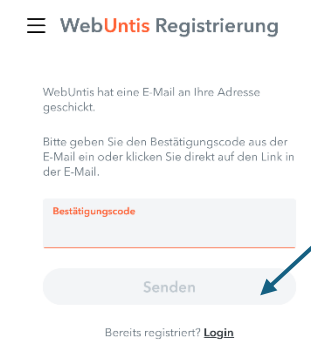 WebUntis Registrierung
WebUntis hat eine E-Mail an Ihre Adresse
geschickt.
Bitte geben Sie den Bestätigungscode aus der
E-Mail ein oder klicken Sie direkt auf den Link in
der E-Mail.
Bestätigungscode
Senden
Bereits registriert? Login